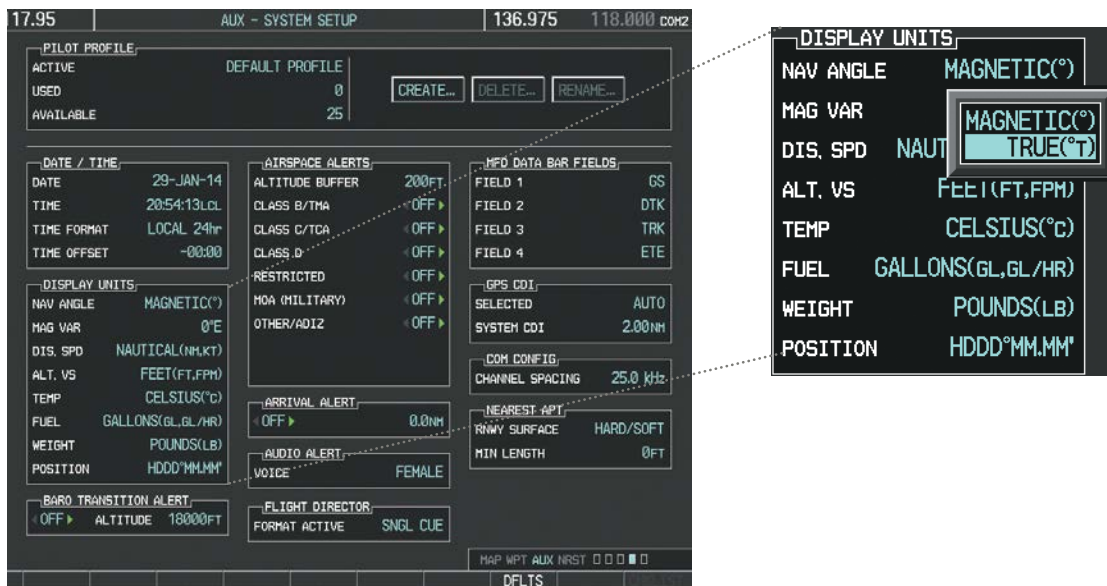 17.95 AUX - SYSTEM SETUP 136.975 118.000 COM2
PILOT PROFILE
ACTIVE DEFAULT PROFILE
USED 0
AVAILABLE 25
CREATE... DELETE... RENAME...
DATE / TIME
DATE 29-JAN-14
TIME 20:54:13LCL
TIME FORMAT LOCAL 24hr
TIME OFFSET -00:00
DISPLAY UNITS
NAV ANGLE MAGNETIC(°)
MAG VAR 0°E
DIS, SPD NAUTICAL(NM,KT)
ALT, VS FEET(FT,FPM)
TEMP CELSIUS(°C)
FUEL GALLONS(GL,GL/HR)
WEIGHT POUNDS(LB)
POSITION HDDD°MM.MM'
BARO TRANSITION ALERT
OFF ALTITUDE 18000FT
AIRSPACE ALERTS
ALTITUDE BUFFER 200FT
CLASS B/TMA OFF
CLASS C/TCA OFF
CLASS D OFF
RESTRICTED OFF
MOA (MILITARY) OFF
OTHER/ADIZ OFF
ARRIVAL ALERT
OFF 0.0NM
AUDIO ALERT
VOICE FEMALE
FLIGHT DIRECTOR
FORMAT ACTIVE SNGL CUE
MFD DATA BAR FIELDS
FIELD 1 GS
FIELD 2 DTK
FIELD 3 TRK
FIELD 4 ETE
GPS CDI
SELECTED AUTO
SYSTEM CDI 2.00NM
COM CONFIG
CHANNEL SPACING 25.0 kHz
NEAREST APT
RNWY SURFACE HARD/SOFT
MIN LENGTH 0FT
MAP WPT AUX NRST
DFLTS
DISPLAY UNITS
NAV ANGLE MAGNETIC(°)
MAG VAR
MAGNETIC(°)
TRUE(°T)
DIS, SPD NAUT
ALT, VS FEET(FT,FPM)
TEMP CELSIUS(°C)
FUEL GALLONS(GL,GL/HR)
WEIGHT POUNDS(LB)
POSITION HDDD°MM.MM'